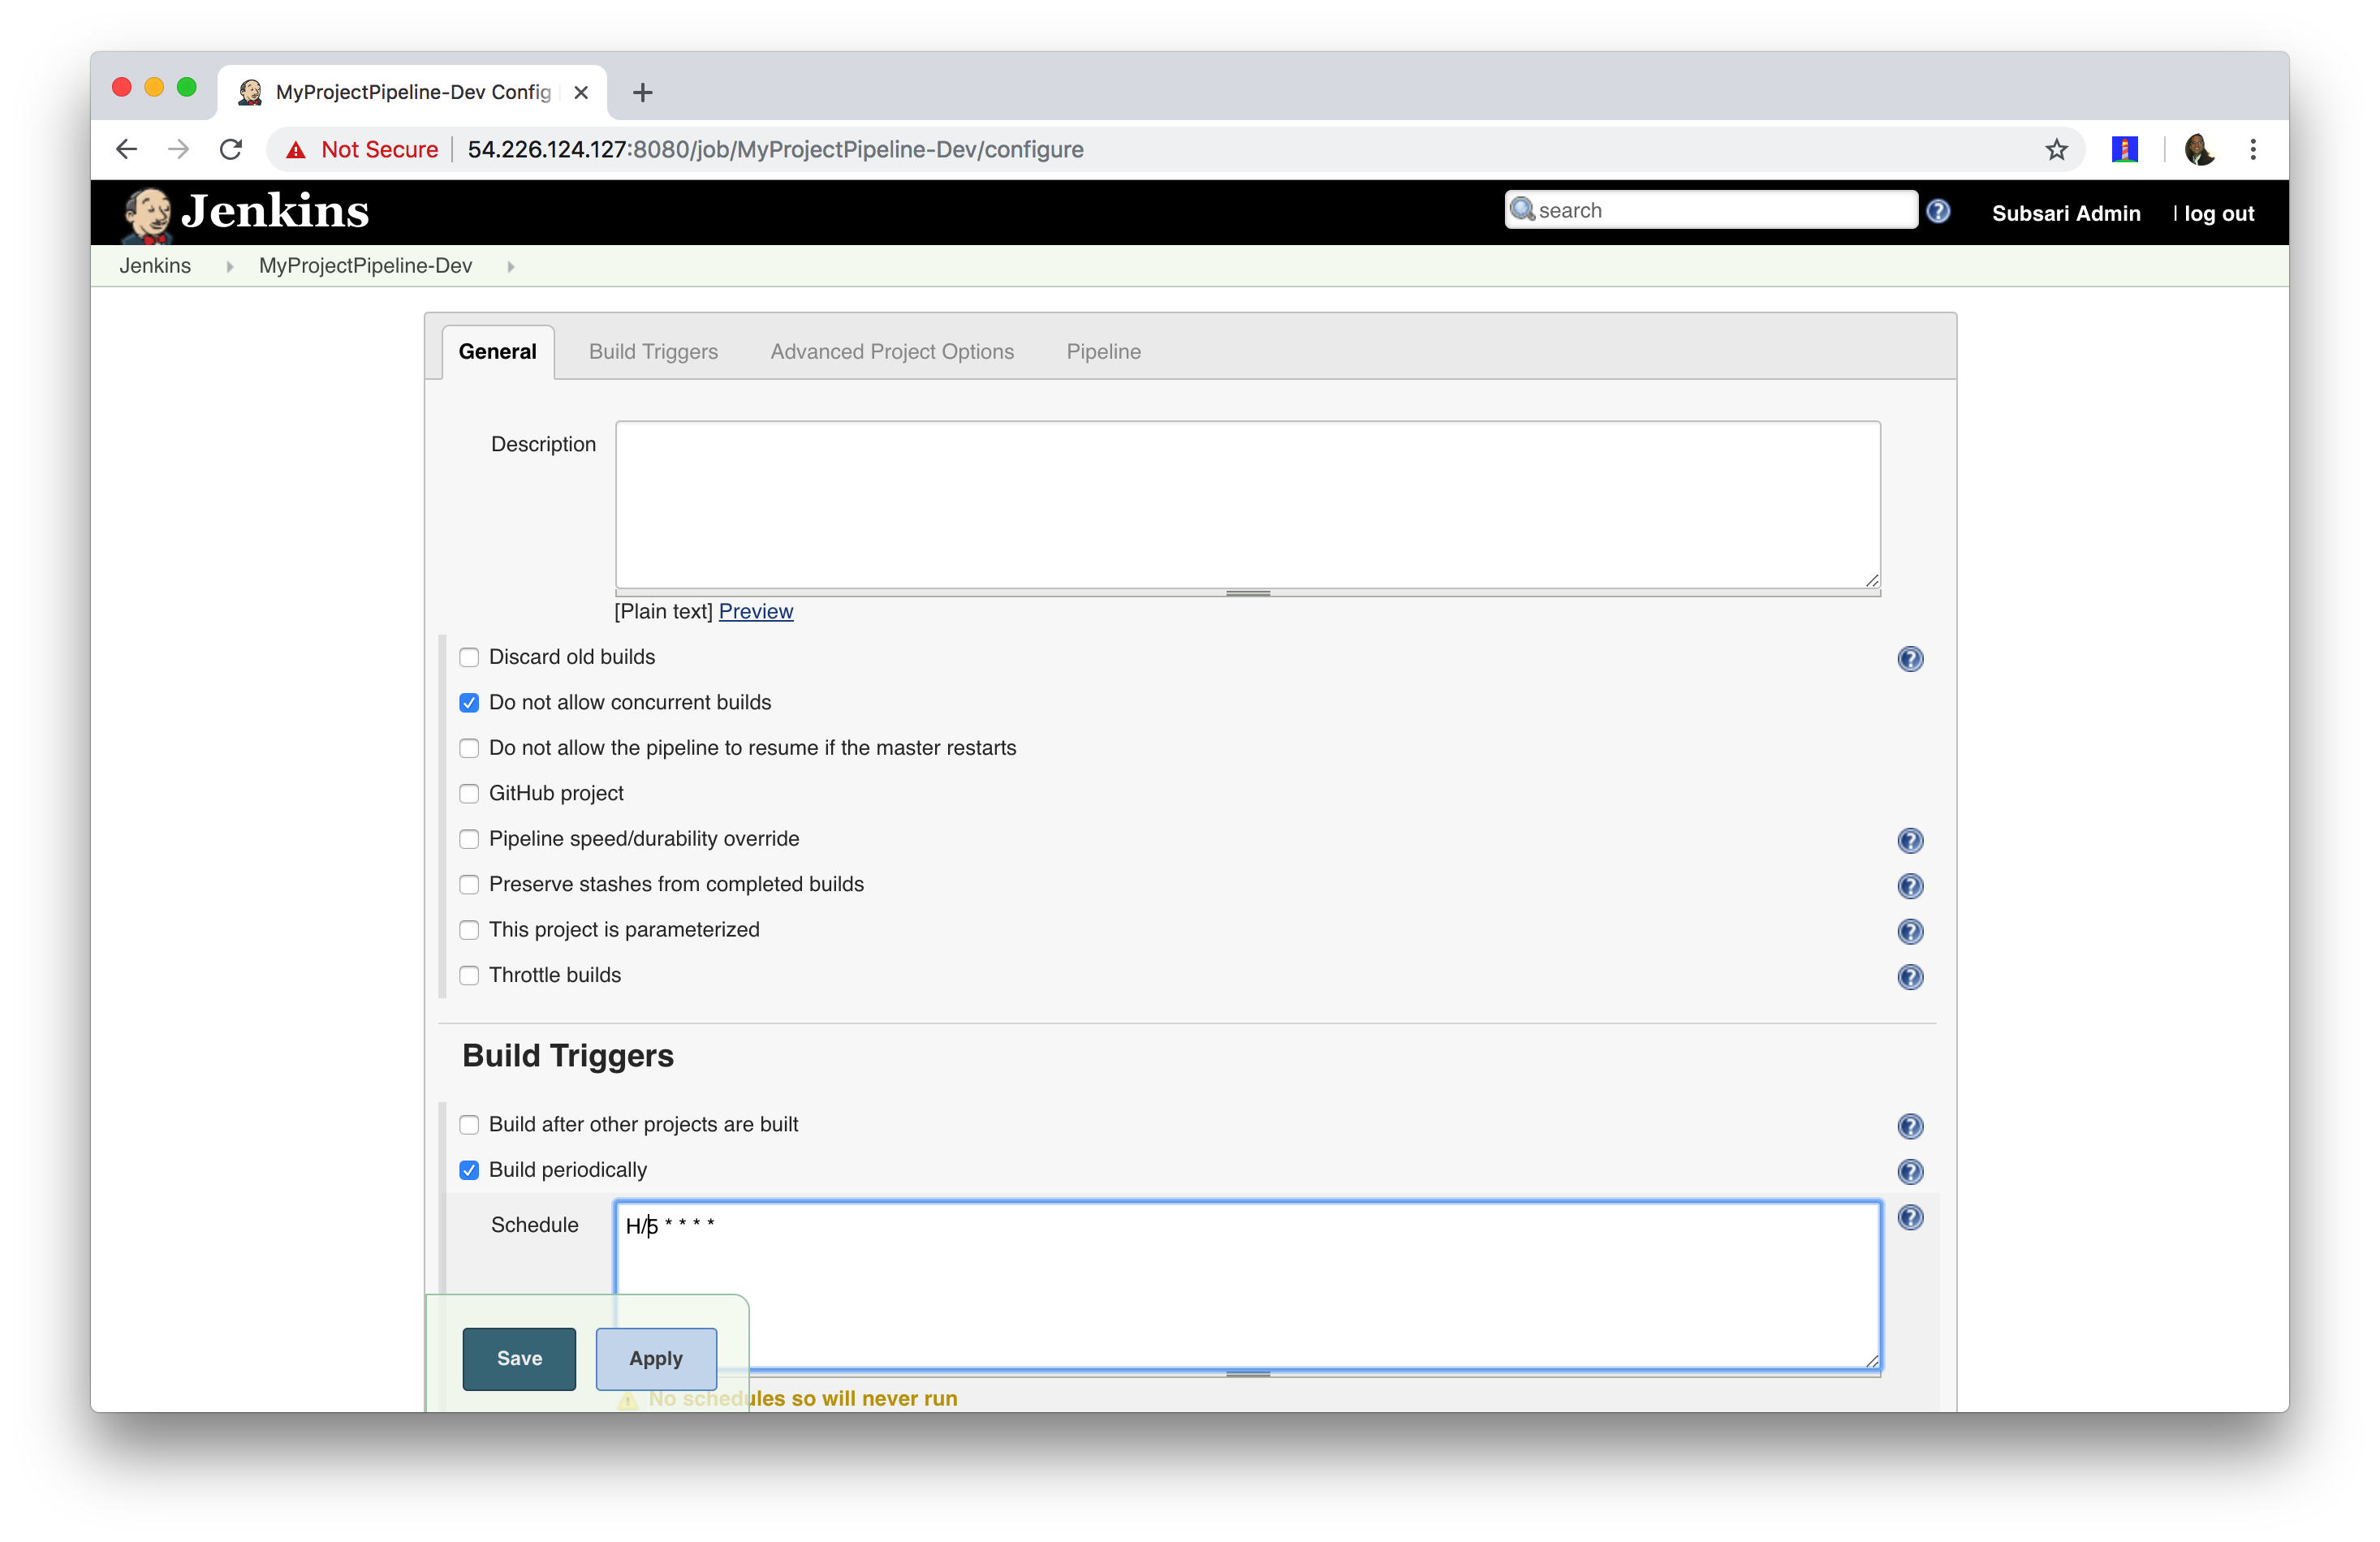 MyProjectPipeline-Dev Config
Not Secure 54.226.124.127:8080/job/MyProjectPipeline-Dev/configure
Jenkins
search
Subsari Admin
| log out
Jenkins
MyProjectPipeline-Dev
General
Build Triggers
Advanced Project Options
Pipeline
Description
[Plain text] Preview
Discard old builds
Do not allow concurrent builds
Do not allow the pipeline to resume if the master restarts
GitHub project
Pipeline speed/durability override
Preserve stashes from completed builds
This project is parameterized
Throttle builds
Build Triggers
Build after other projects are built
Build periodically
Schedule
H/5 * * * *
Save
Apply
No schedules so will never run